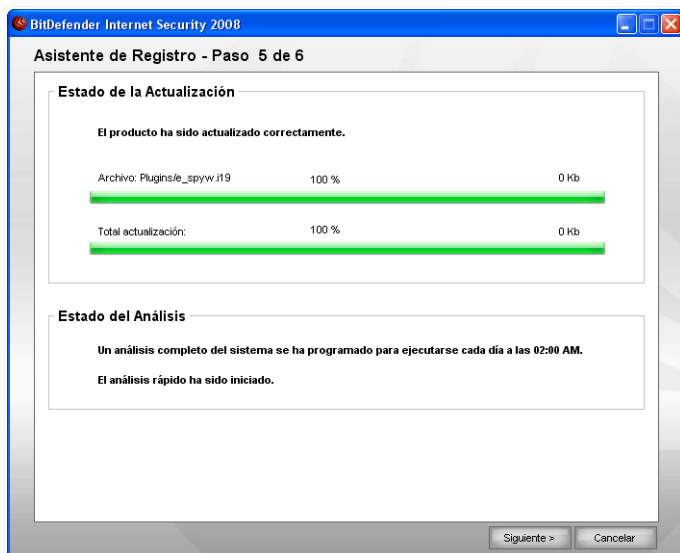 BitDefender Internet Security 2008
Asistente de Registro - Paso 5 de 6
Estado de la Actualización
El producto ha sido actualizado correctamente.
Archivo: Plugins/e_spyw.i19 100 % 0 Kb
Total actualización: 100 % 0 Kb
Estado del Análisis
Un análisis completo del sistema se ha programado para ejecutarse cada día a las 02:00 AM.
El análisis rápido ha sido iniciado.
Siguiente > Cancelar